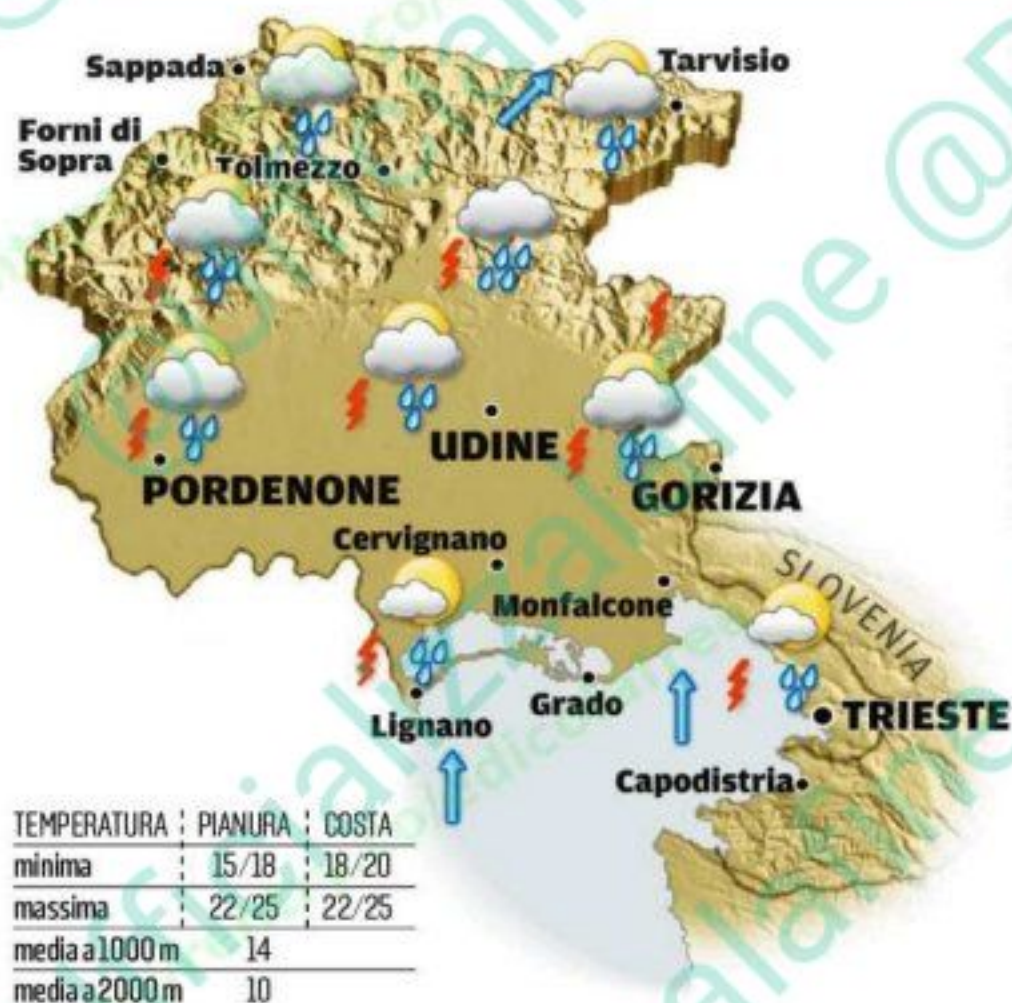 Sappada
Tarvisio
Forni di
Sopra
Tolmezzo
UDINE
PORDENONE
GORIZIA
Cervignano
SLOVENIA
Monfalcone
Grado
Lignano
TRIESTE
Capodistria
TEMPERATURA PIANURA COSTA
minima 15/18 18/20
massima 22/25 22/25
media a 1000 m 14
media a 2000 m 10